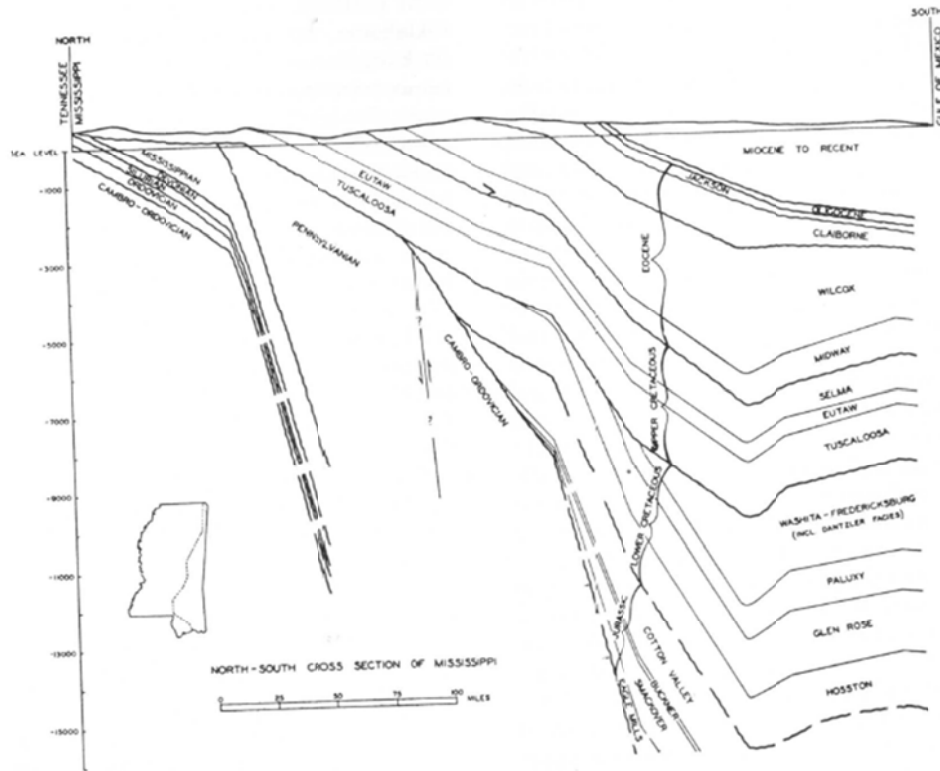 NORTH
SOUTH
TENNESSEE
MISSISSIPPI
GULF OF MEXICO
SEA LEVEL
-1000
-3000
-5000
-7000
-9000
-11000
-13000
-15000
MISSISSIPPIAN
DEVONIAN
SILURIAN
ORDOVICIAN
CAMBRO-ORDOVICIAN
PENNSYLVANIAN
EUTAW
TUSCALOOSA
CAMBRO ORDOVICIAN
?
?
MIOCENE TO RECENT
JACKSON
OLIGOCENE
CLAIBORNE
EOCENE
WILCOX
MIDWAY
SELMA
EUTAW
TUSCALOOSA
UPPER CRETACEOUS
WASHITA-FREDERICKSBURG
(INCL DANTZLER FACIES)
LOWER CRETACEOUS
PALUXY
GLEN ROSE
HOSSTON
JURASSIC
COTTON VALLEY
BUCKNER
SMACKOVER
EAGLE MILLS
NORTH-SOUTH CROSS SECTION OF MISSISSIPPI
0 25 50 75 100
MILES